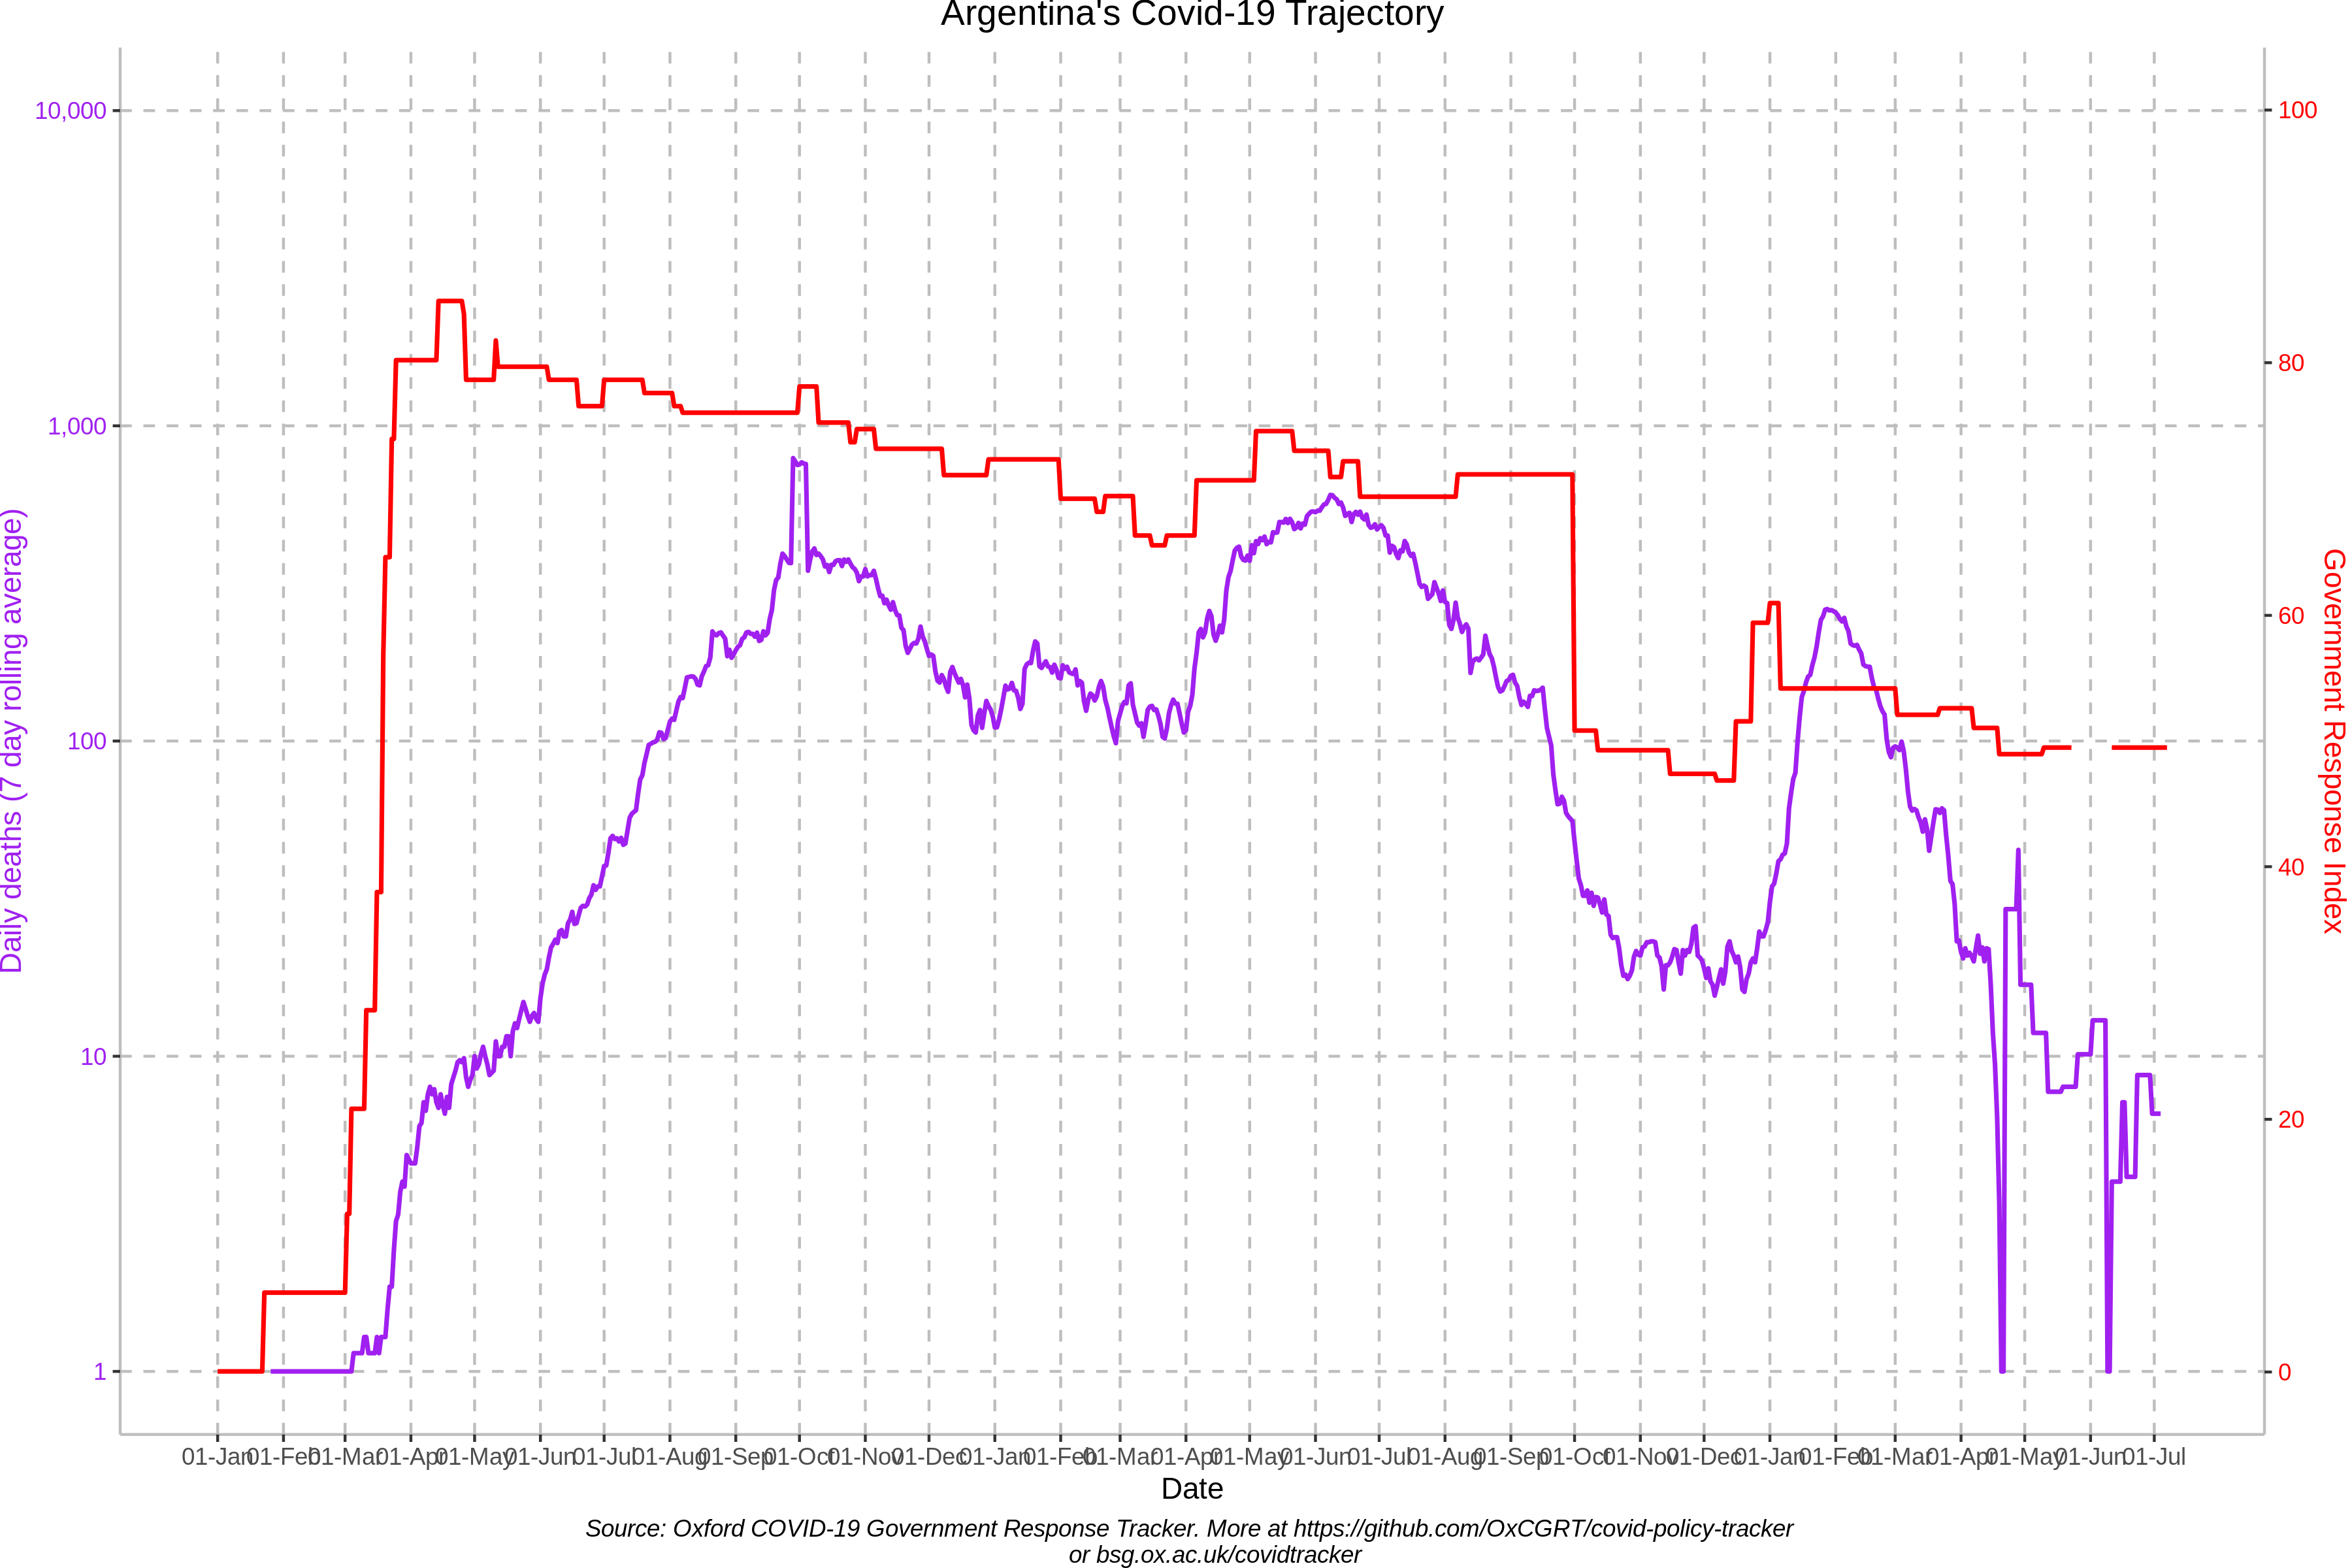 Argentina's Covid-19 Trajectory
10,000
1,000
100
10
1
Daily deaths (7 day rolling average)
100
80
60
40
20
0
Government Response Index
01-Jan 01-Feb 01-Mar 01-Apr 01-May 01-Jun 01-Jul 01-Aug 01-Sep 01-Oct 01-Nov 01-Dec 01-Jan 01-Feb 01-Mar 01-Apr 01-May 01-Jun 01-Jul 01-Aug 01-Sep 01-Oct 01-Nov 01-Dec 01-Jan 01-Feb 01-Mar 01-Apr 01-May 01-Jun 01-Jul
Date
Source: Oxford COVID-19 Government Response Tracker. More at https://github.com/OxCGRT/covid-policy-tracker
or bsg.ox.ac.uk/covidtracker